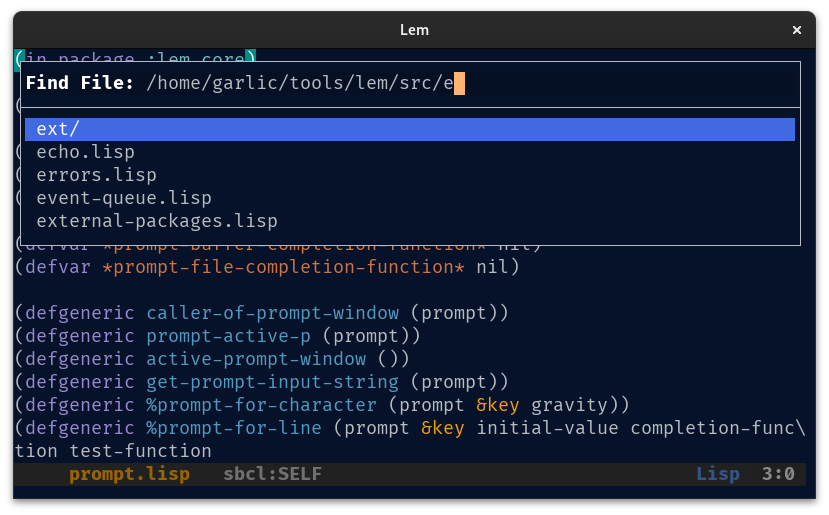 Lem
(in-package :lem-core)
Find File: /home/garlic/tools/lem/src/e
ext/
echo.lisp
errors.lisp
event-queue.lisp
external-packages.lisp
(defvar *prompt-buffer-completion-function* nil)
(defvar *prompt-file-completion-function* nil)
(defgeneric caller-of-prompt-window (prompt))
(defgeneric prompt-active-p (prompt))
(defgeneric active-prompt-window ())
(defgeneric get-prompt-input-string (prompt))
(defgeneric %prompt-for-character (prompt &key gravity))
(defgeneric %prompt-for-line (prompt &key initial-value completion-func\
tion test-function
prompt.lisp sbcl:SELF Lisp 3:0